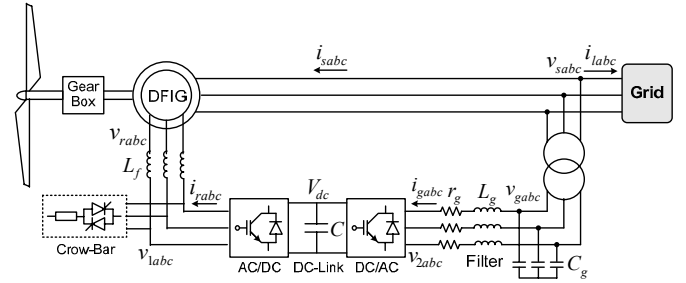 i_sabc
v_sabc
i_labc
Gear
Box
DFIG
Grid
v_rabc
L_f
i_rabc
V_dc
i_gabc
r_g
L_g
v_gabc
C
Crow-Bar
v_1abc
v_2abc
Filter
C_g
AC/DC
DC-Link
DC/AC